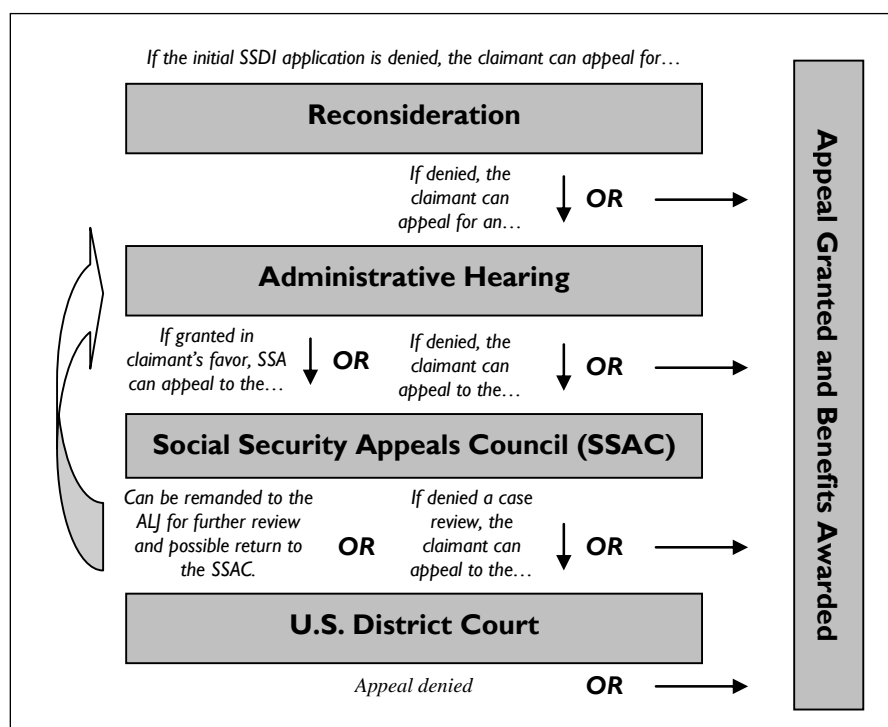 If the initial SSDI application is denied, the claimant can appeal for…
Reconsideration
If denied, the
claimant can
appeal for an…
OR
Administrative Hearing
If granted in
claimant's favor, SSA
can appeal to the…
OR
If denied, the
claimant can
appeal to the…
OR
Social Security Appeals Council (SSAC)
Can be remanded to the
ALJ for further review
and possible return to
the SSAC.
OR
If denied a case
review, the
claimant can
appeal to the…
OR
U.S. District Court
Appeal denied
OR
Appeal Granted and Benefits Awarded